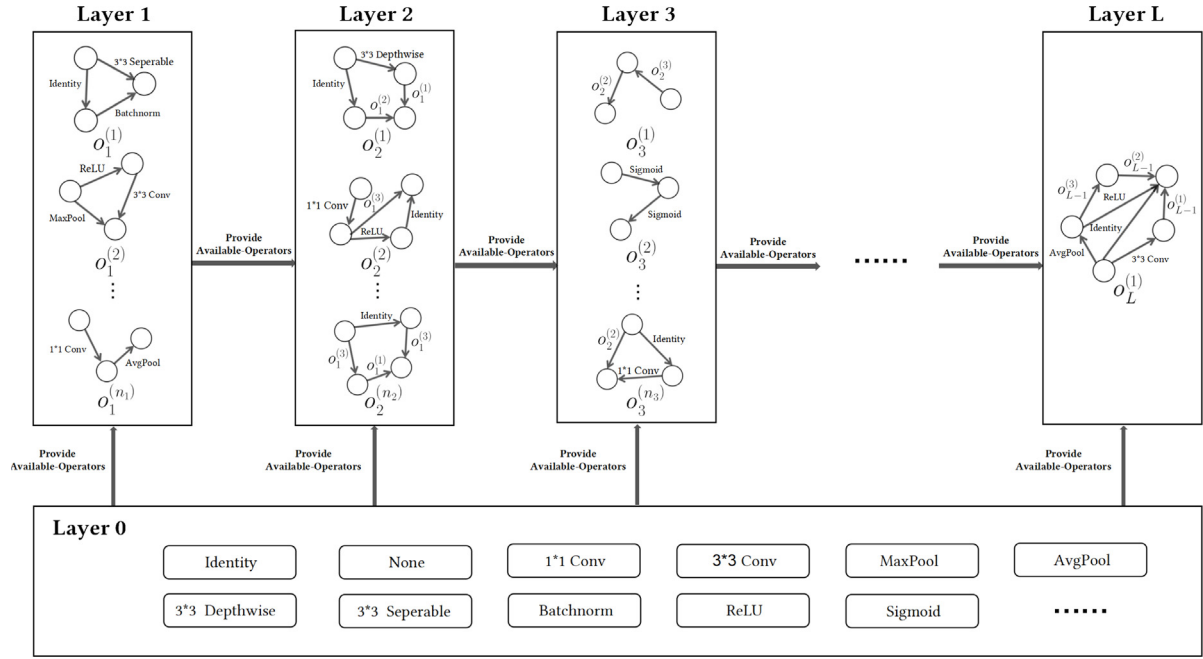 Layer 1
Layer 2
Layer 3
Layer L
3*3 Seperable
Identity
Batchnorm
o_1^{(1)}
ReLU
3*3 Conv
MaxPool
o_1^{(2)}
1*1 Conv
AvgPool
o_1^{(n_1)}
3*3 Depthwise
Identity
o_1^{(2)}
o_1^{(1)}
o_2^{(1)}
1*1 Conv
o_1^{(3)}
Identity
ReLU
o_2^{(2)}
Identity
o_1^{(3)}
o_1^{(1)}
o_1^{(3)}
o_2^{(n_2)}
o_2^{(2)}
o_2^{(3)}
o_3^{(1)}
Sigmoid
Sigmoid
o_3^{(2)}
o_2^{(2)}
Identity
1*1 Conv
o_3^{(n_3)}
o_{L-1}^{(2)}
o_{L-1}^{(3)}
ReLU
o_{L-1}^{(1)}
Identity
AvgPool
3*3 Conv
o_L^{(1)}
Provide
Available-Operators
Provide
Available-Operators
Provide
Available-Operators
......
Provide
Available-Operators
Provide
Available-Operators
Provide
Available-Operators
Provide
Available-Operators
Provide
Available-Operators
Layer 0
Identity
None
1*1 Conv
3*3 Conv
MaxPool
AvgPool
3*3 Depthwise
3*3 Seperable
Batchnorm
ReLU
Sigmoid
......